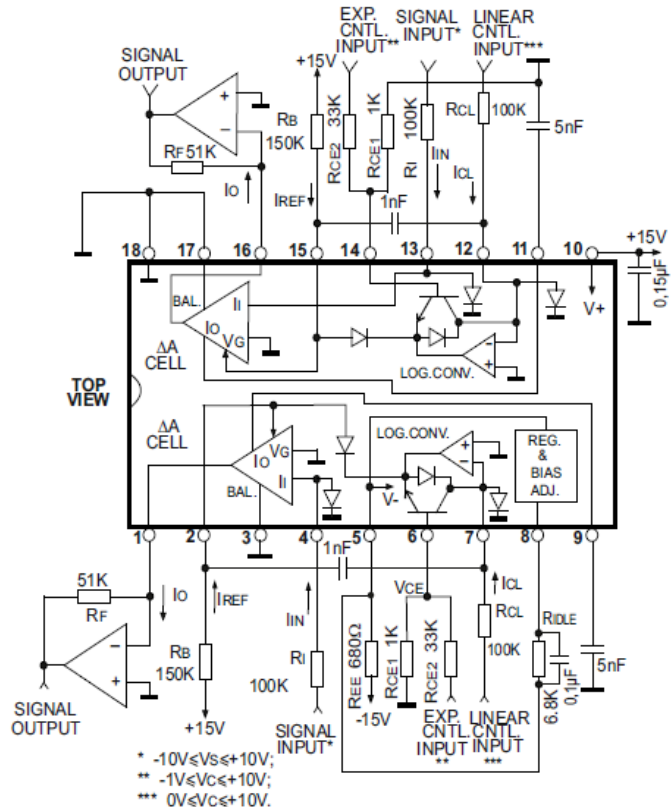 EXP. SIGNAL LINEAR
CNTL. INPUT* CNTL.
INPUT** INPUT***
SIGNAL
OUTPUT
+15V
+
−
RB
150K
RCE2 33K
RCE1 1K
RI 100K
RCL
100K
5nF
RF 51K
IO
IREF
IIN
ICL
1nF
18 17 16 15 14 13 12 11 10
+15V
0,15µF
BAL.
II
IO
VG
ΔA
CELL
LOG.CONV.
−
+
V+
TOP
VIEW
ΔA
CELL
IO
VG
II
BAL.
LOG.CONV.
+
−
V-
REG.
&
BIAS
ADJ.
1 2 3 4 5 6 7 8 9
1nF
51K
RF
IO
IREF
IIN
VCE
ICL
RCL
100K
RIDLE
6.8K
0,1µF
5nF
−
+
RB
150K
RI
100K
REE 680Ω
RCE1 1K
RCE2 33K
SIGNAL
OUTPUT
+15V
SIGNAL
INPUT*
-15V
EXP. LINEAR
CNTL. CNTL.
INPUT INPUT
** ***
* -10V⩽VS⩽+10V;
** -1V⩽VC⩽+10V;
*** 0V⩽VC⩽+10V.